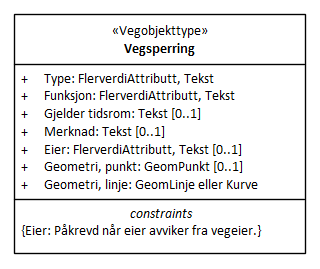 «Vegobjekttype»
Vegsperring
+ Type: FlerverdiAttributt, Tekst
+ Funksjon: FlerverdiAttributt, Tekst
+ Gjelder tidsrom: Tekst [0..1]
+ Merknad: Tekst [0..1]
+ Eier: FlerverdiAttributt, Tekst [0..1]
+ Geometri, punkt: GeomPunkt [0..1]
+ Geometri, linje: GeomLinje eller Kurve
constraints
{Eier: Påkrevd når eier avviker fra vegeier.}